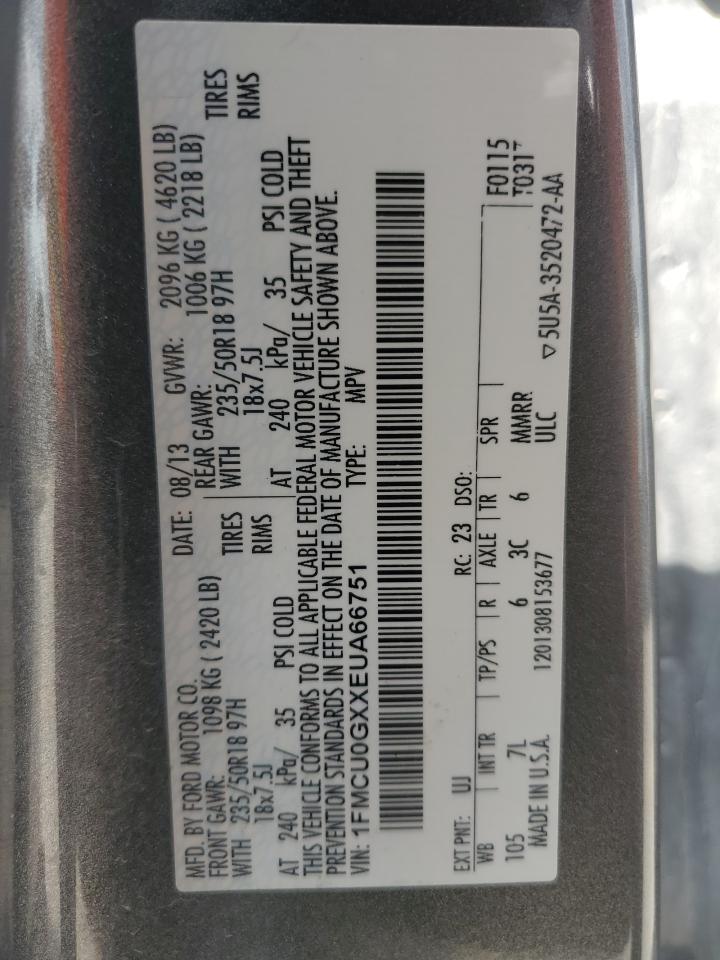 MFD. BY FORD MOTOR CO.
DATE: 08/13 GVWR: 2096 KG ( 4620 LB)
FRONT GAWR: 1098 KG ( 2420 LB) REAR GAWR: 1006 KG ( 2218 LB)
WITH 235/50R18 97H TIRES WITH 235/50R18 97H TIRES
18x7.5J RIMS 18x7.5J RIMS
AT 240 kPa/ 35 PSI COLD AT 240 kPa/ 35 PSI COLD
THIS VEHICLE CONFORMS TO ALL APPLICABLE FEDERAL MOTOR VEHICLE SAFETY AND THEFT
PREVENTION STANDARDS IN EFFECT ON THE DATE OF MANUFACTURE SHOWN ABOVE.
VIN: 1FMCU0GXXEUA66751 TYPE: MPV
EXT PNT: UJ RC: 23 DSO:
WB INT TR TP/PS R AXLE TR SPR F0115
105 7L 6 3C 6 MMRR T0317
MADE IN U.S.A. 1201308153677 ULC
▽ 5U5A-3520472-AA